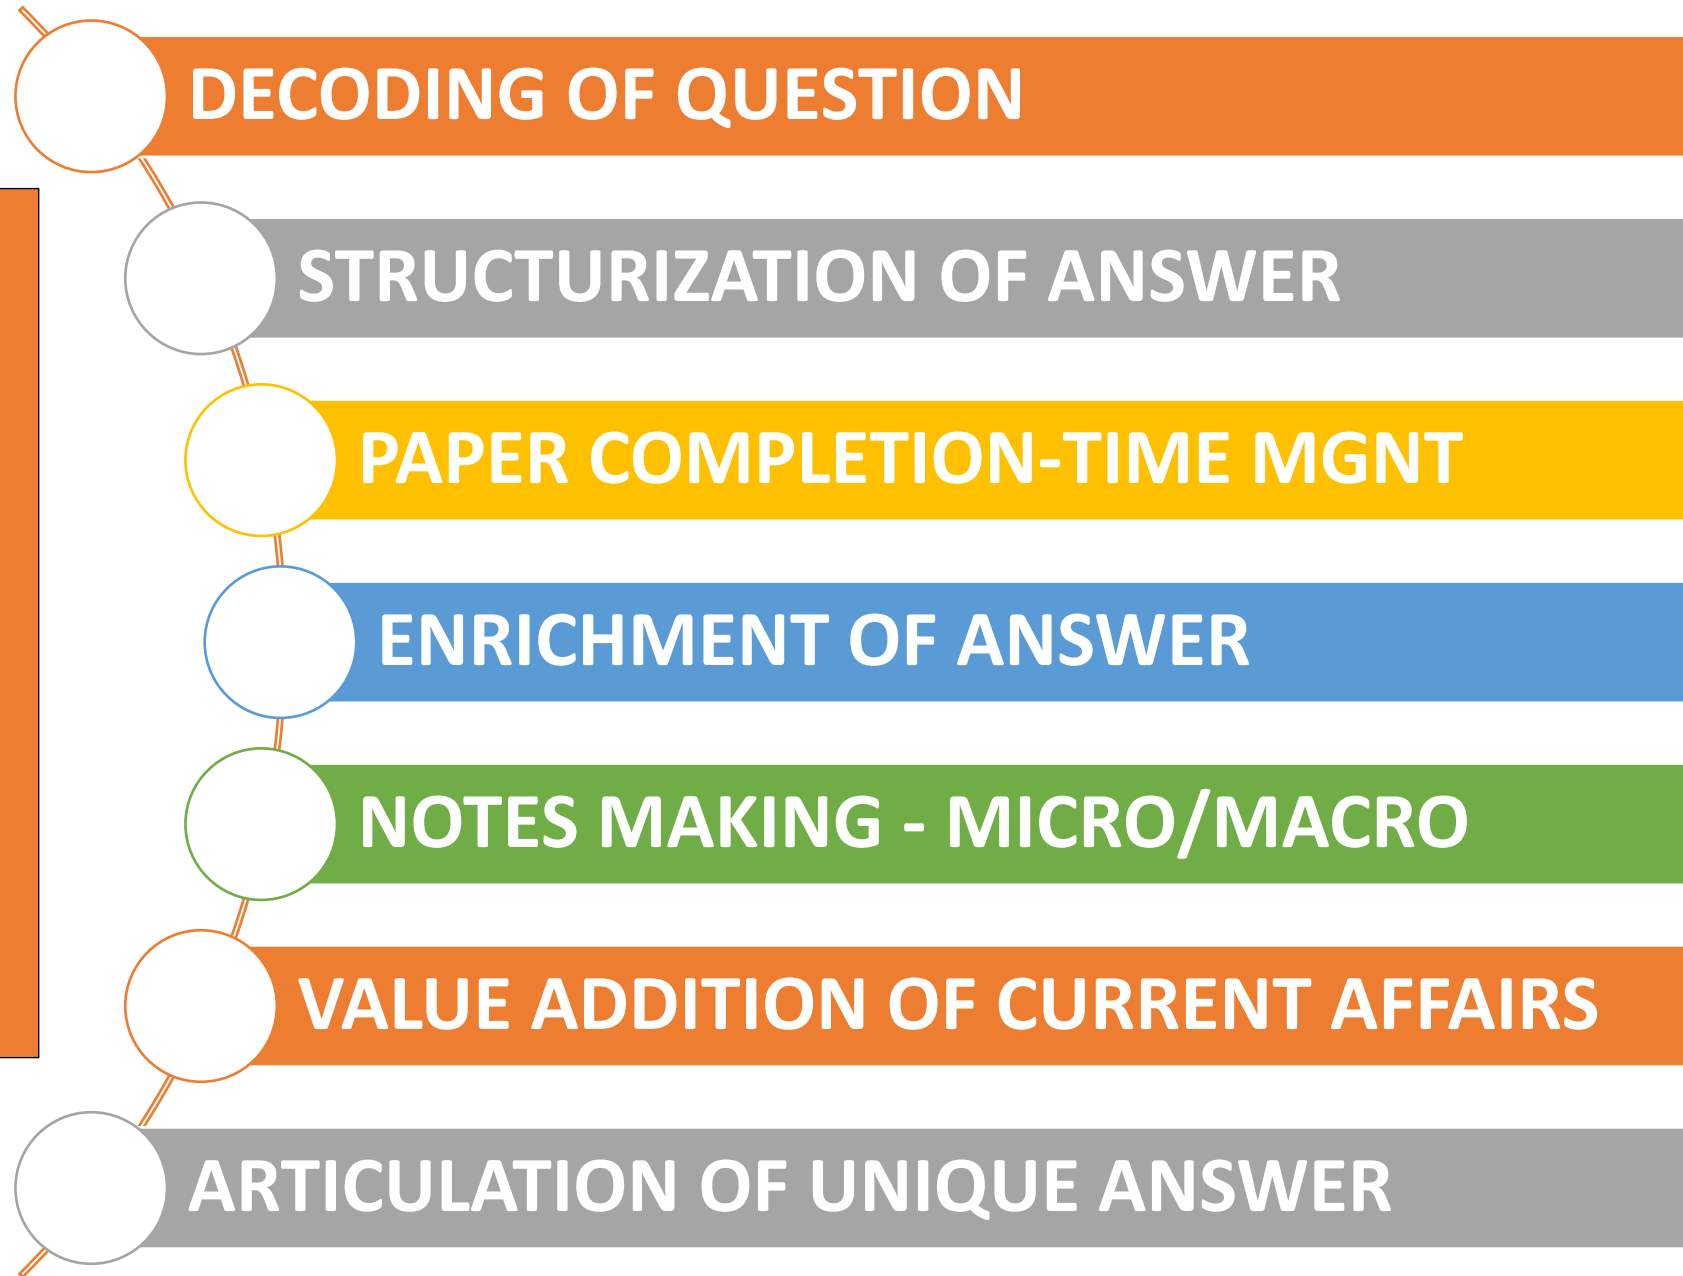 DECODING OF QUESTION
STRUCTURIZATION OF ANSWER
PAPER COMPLETION-TIME MGNT
ENRICHMENT OF ANSWER
NOTES MAKING - MICRO/MACRO
VALUE ADDITION OF CURRENT AFFAIRS
ARTICULATION OF UNIQUE ANSWER